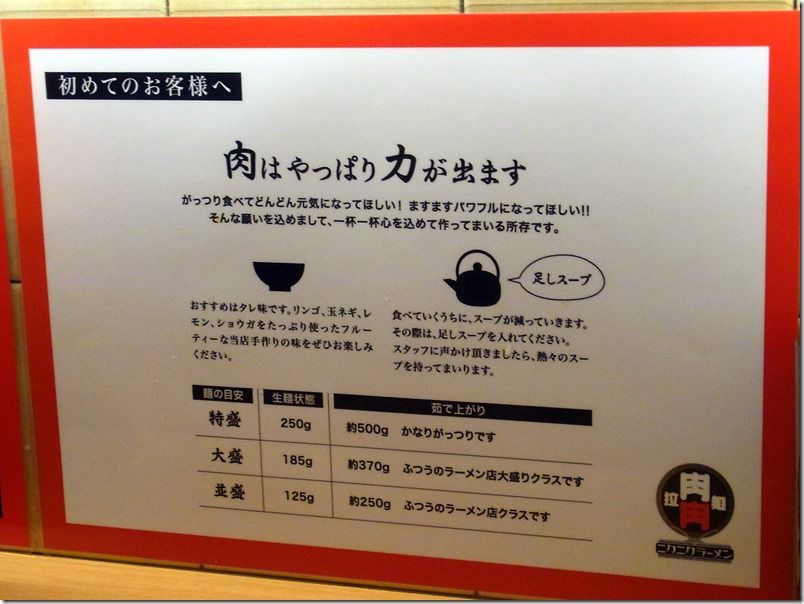 初めてのお客様へ
肉はやっぱり力が出ます
がっつり食べてどんどん元気になってほしい！ますますパワフルになってほしい!!
そんな願いを込めまして、一杯一杯心を込めて作ってまいる所存です。
おすすめはタレ味です。リンゴ、玉ネギ、レ
モン、ショウガをたっぷり使ったフルー
ティーな当店手作りの味をぜひお楽しみ
ください。
足しスープ
食べていくうちに、スープが減っていきます。
その際は、足しスープを入れてください。
スタッフに声かけ頂きましたら、熱々のスー
プを持ってまいります。
麺の目安 生麺状態 茹で上がり
特盛 250g 約500g かなりがっつりです
大盛 185g 約370g ふつうのラーメン店大盛りクラスです
並盛 125g 約250g ふつうのラーメン店クラスです
拉 肉肉 麺
ニクニクラーメン